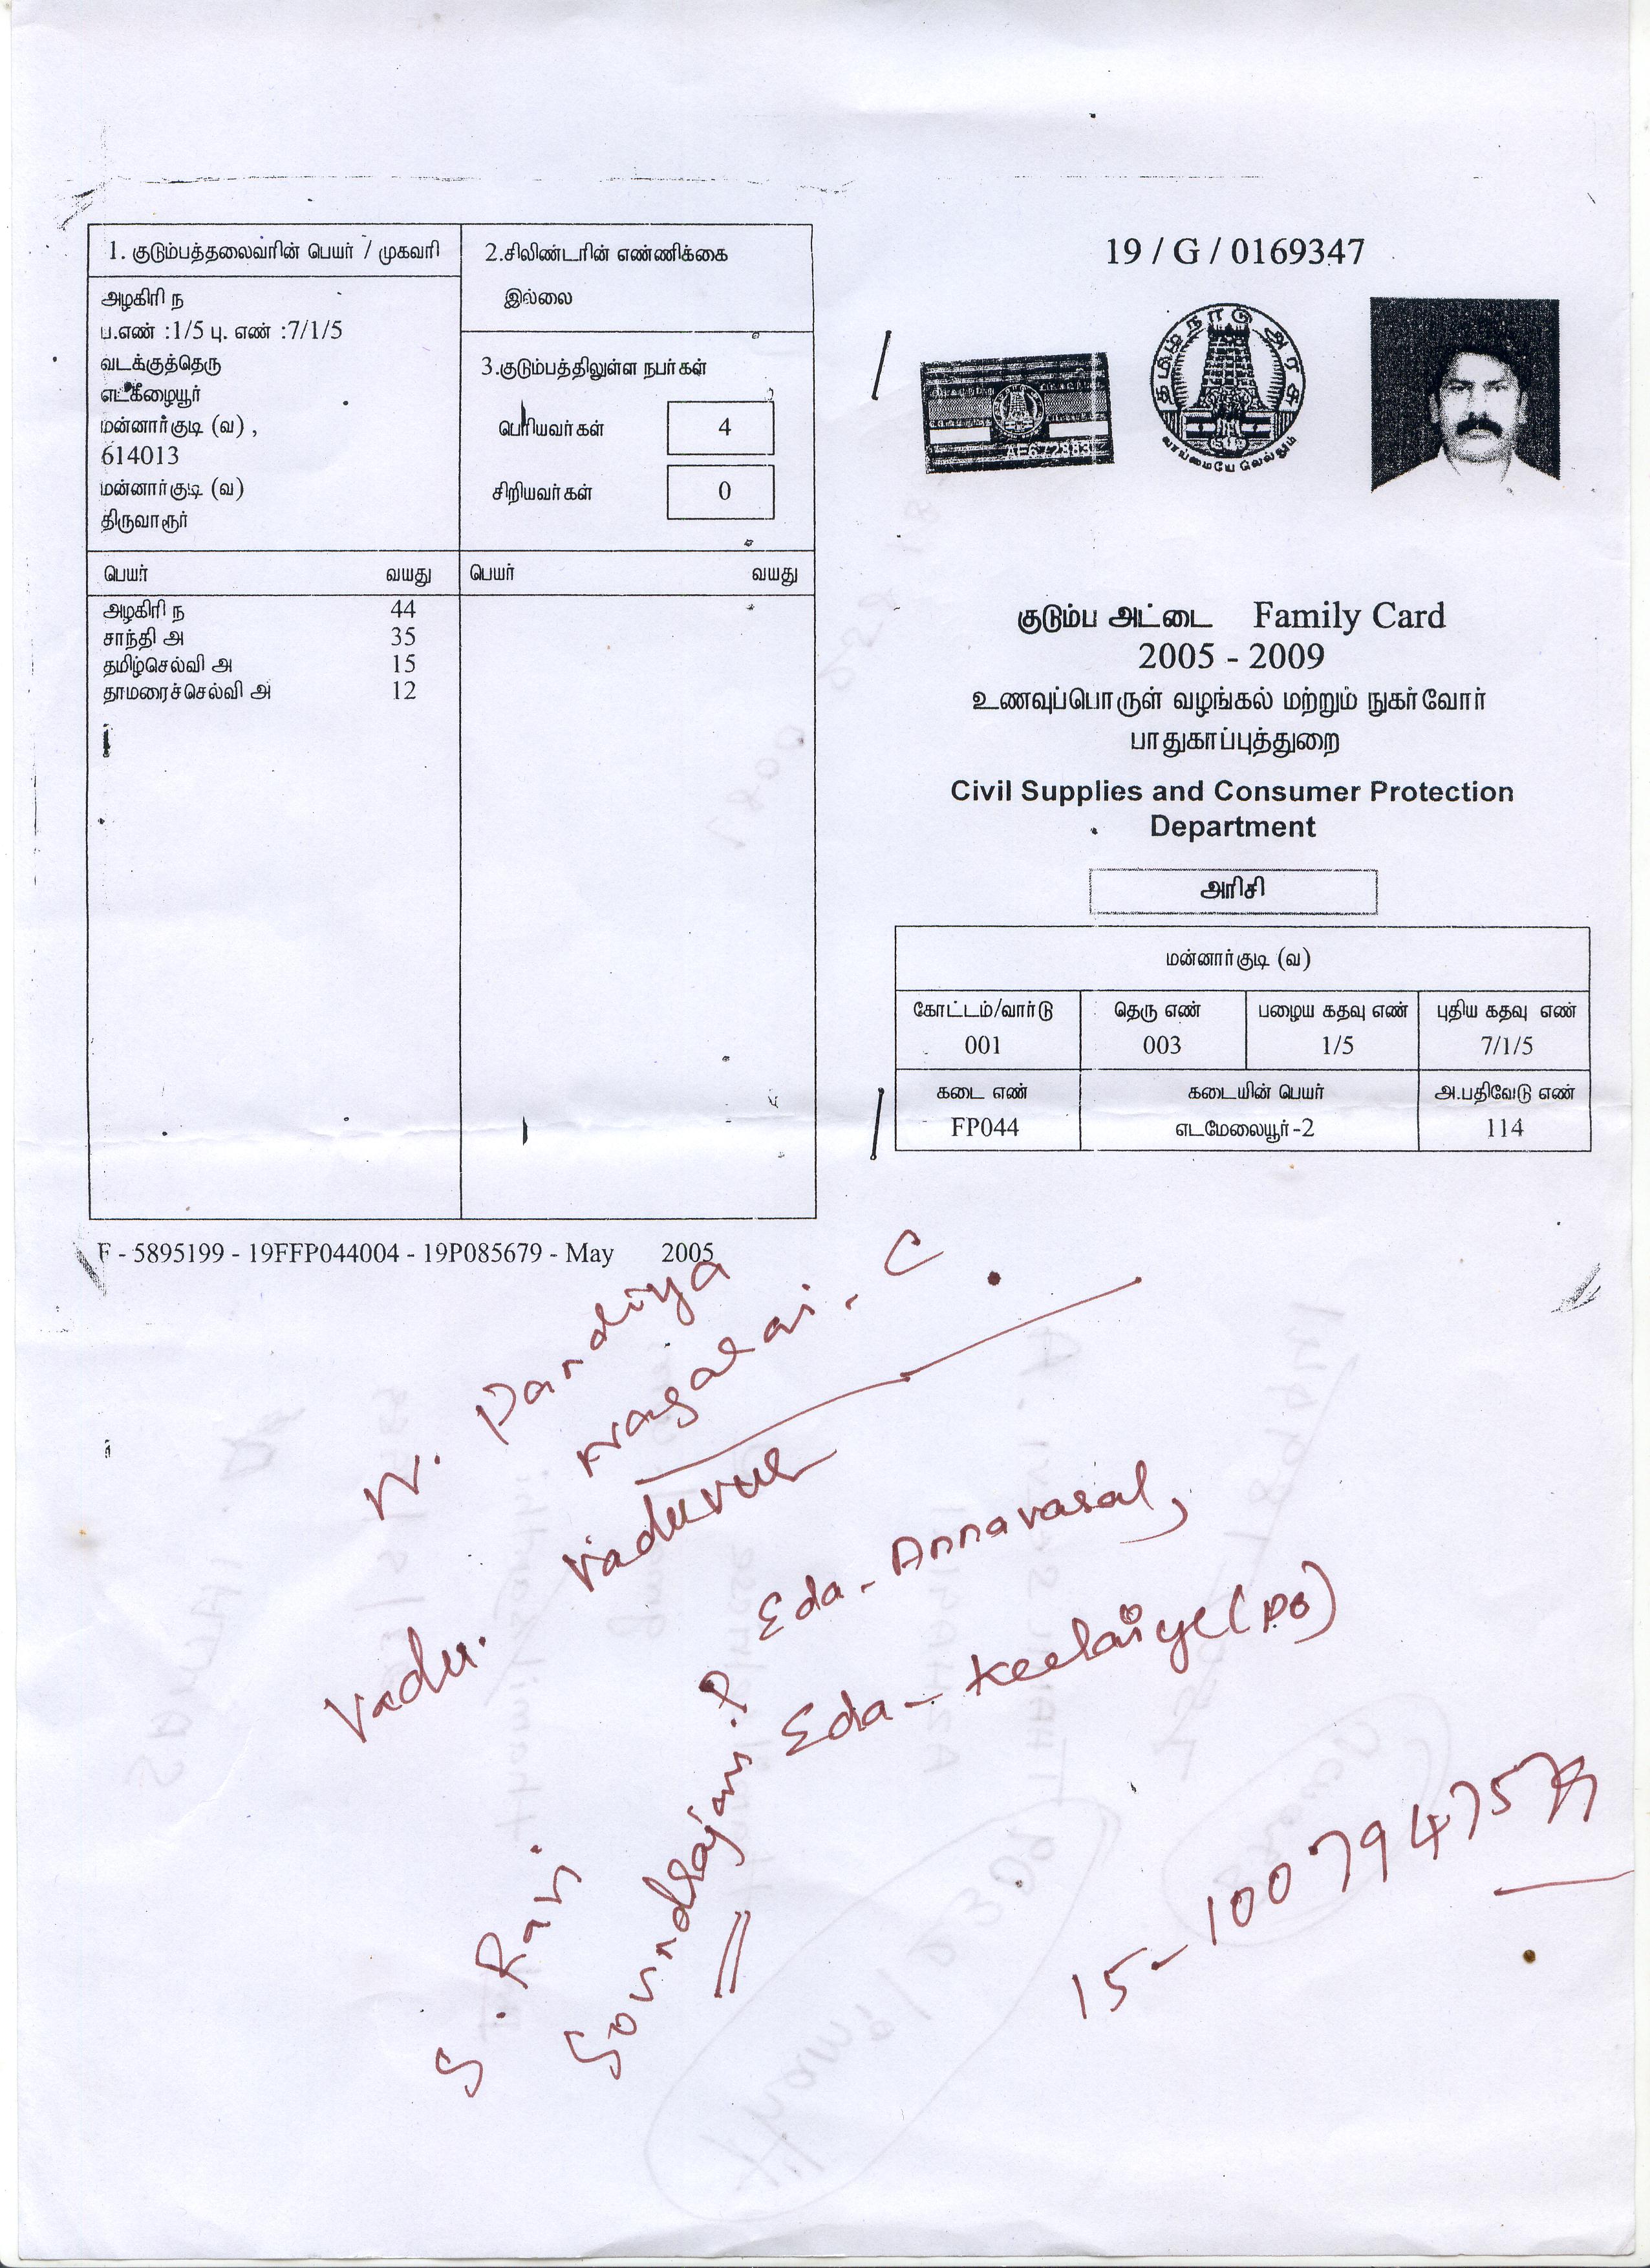 1. குடும்பத்தலைவரின் பெயர் / முகவரி
அழகிரி ந
ப.எண் :1/5 பு. எண் :7/1/5
வடக்குத்தெரு
எடகீழையூர்
மன்னார்குடி (வ) ,
614013
மன்னார்குடி (வ)
திருவாரூர்
2.சிலிண்டரின் எண்ணிக்கை
இல்லை
3.குடும்பத்திலுள்ள நபர்கள்
பெரியவர்கள் 4
சிறியவர்கள் 0
பெயர் வயது பெயர் வயது
அழகிரி ந 44
சாந்தி அ 35
தமிழ்செல்வி அ 15
தாமரைச்செல்வி அ 12
F - 5895199 - 19FFP044004 - 19P085679 - May 2005
19 / G / 0169347
தமிழ்நாடு அரசு
வாய்மையே வெல்லும்
குடும்ப அட்டை Family Card
2005 - 2009
உணவுப்பொருள் வழங்கல் மற்றும் நுகர்வோர்
பாதுகாப்புத்துறை
Civil Supplies and Consumer Protection
Department
அரிசி
மன்னார்குடி (வ)
கோட்டம்/வார்டு தெரு எண் பழைய கதவு எண் புதிய கதவு எண்
001 003 1/5 7/1/5
கடை எண் கடையின் பெயர் அ.பதிவேடு எண்
FP044 எடமேலையூர்-2 114
N. Pandiya
Nagarai. C
Vadu. Vaduvur
Eda-Annavasal,
Eda-Keelaiye(po)
S. Ravi
Govindrajan. P